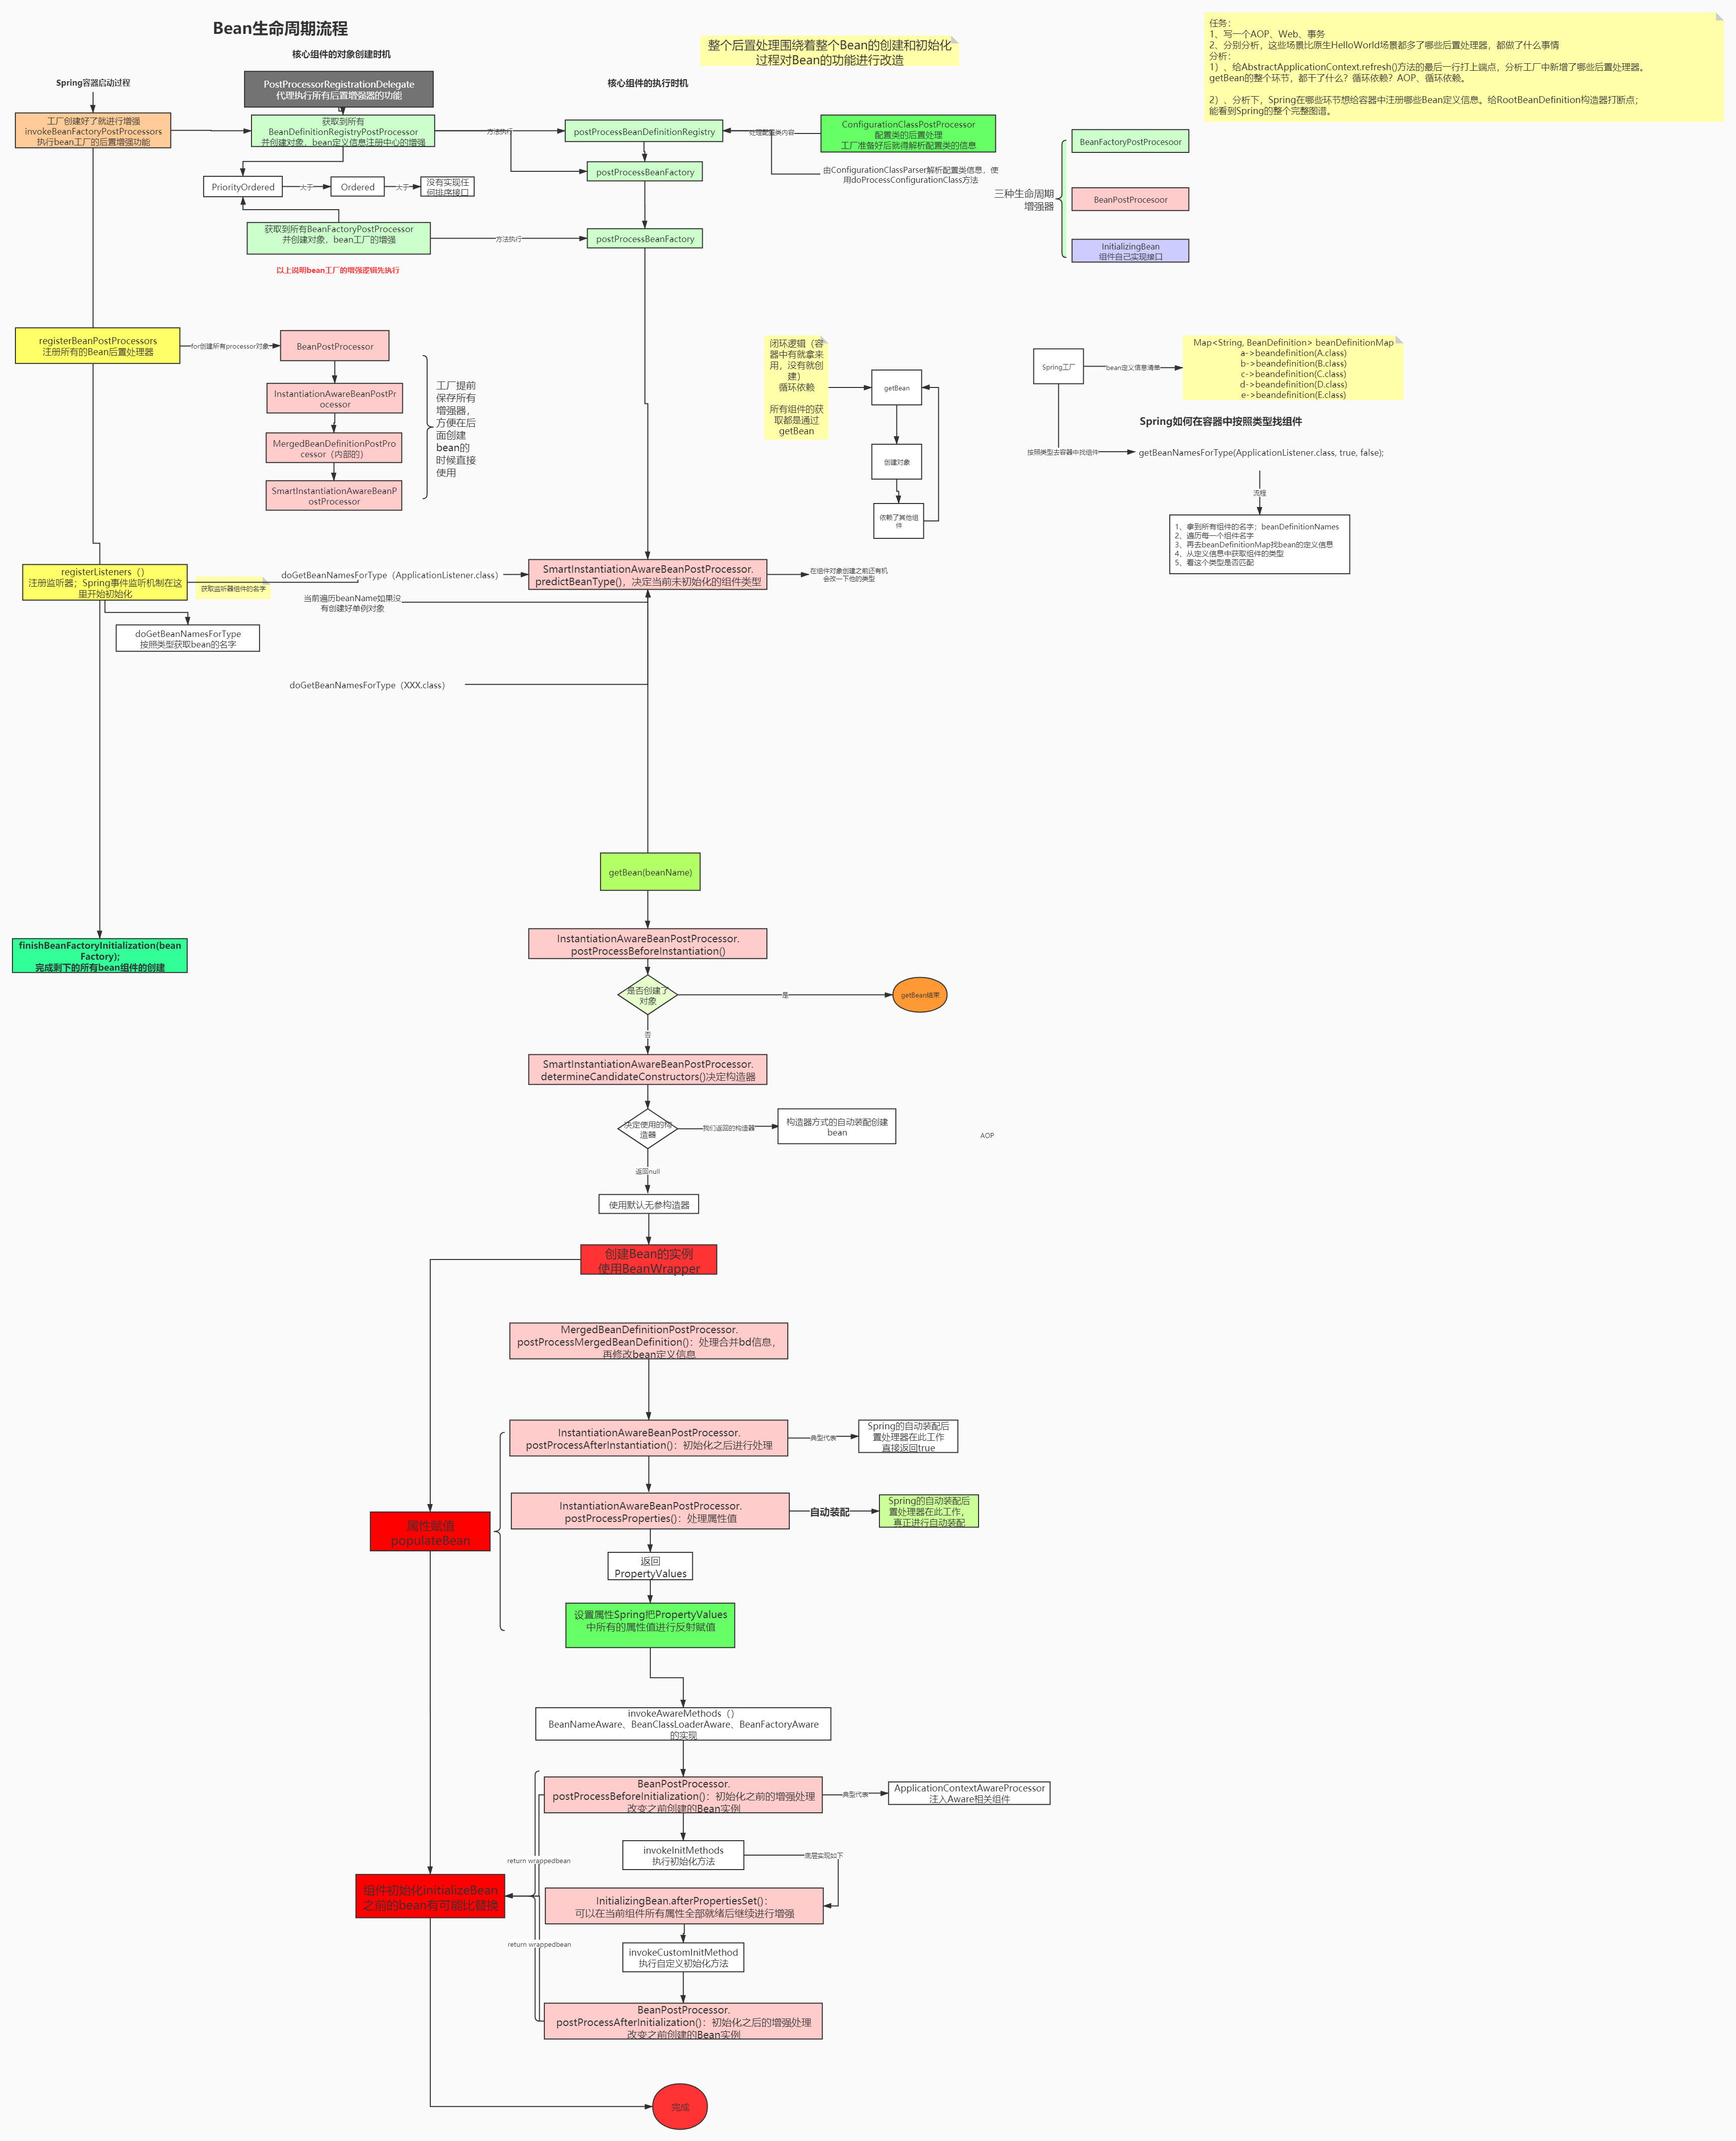 Bean生命周期流程
核心组件的对象创建时机
Spring容器启动过程
PostProcessorRegistrationDelegate
代理执行所有后置增强器的功能
整个后置处理围绕着整个Bean的创建和初始化
过程对Bean的功能进行改造
核心组件的执行时机
任务：
1、写一个AOP、Web、事务
2、分别分析，这些场景比原生HelloWorld场景都多了哪些后置处理器，都做了什么事情
分析：
1）、给AbstractApplicationContext.refresh()方法的最后一行打上端点，分析工厂中新增了哪些后置处理器。
getBean的整个环节，都干了什么？循环依赖？AOP、循环依赖。
2）、分析下，Spring在哪些环节想给容器中注册哪些Bean定义信息。给RootBeanDefinition构造器打断点；
能看到Spring的整个完整图谱。
工厂创建好了就进行增强
invokeBeanFactoryPostProcessors
执行bean工厂的后置增强功能
获取到所有
BeanDefinitionRegistryPostProcessor
并创建对象，bean定义信息注册中心的增强
方法执行
postProcessBeanDefinitionRegistry
处理配置类内容
ConfigurationClassPostProcessor
配置类的后置处理
工厂准备好后就得解析配置类的信息
BeanFactoryPostProcesoor
postProcessBeanFactory
由ConfigurationClassParser解析配置类信息，使
用doProcessConfigurationClass方法
PriorityOrdered
大于
Ordered
大于
没有实现任
何排序接口
三种生命周期
增强器
BeanPostProcesoor
获取到所有BeanFactoryPostProcessor
并创建对象，bean工厂的增强
方法执行
postProcessBeanFactory
InitializingBean
组件自己实现接口
以上说明bean工厂的增强逻辑先执行
registerBeanPostProcessors
注册所有的Bean后置处理器
for创建所有processor对象
BeanPostProcessor
InstantiationAwareBeanPostPr
ocessor
MergedBeanDefinitionPostPro
cessor（内部的）
SmartInstantiationAwareBeanP
ostProcessor
工厂提前
保存所有
增强器，
方便在后
面创建
bean的
时候直接
使用
闭环逻辑（容
器中有就拿来
用，没有就创
建）
循环依赖
所有组件的获
取都是通过
getBean
getBean
创建对象
依赖了其他组
件
Spring工厂
bean定义信息清单
Map<String, BeanDefinition> beanDefinitionMap
a->beandefinition(A.class)
b->beandefinition(B.class)
c->beandefinition(C.class)
d->beandefinition(D.class)
e->beandefinition(E.class)
Spring如何在容器中按照类型找组件
按照类型去容器中找组件
getBeanNamesForType(ApplicationListener.class, true, false);
流程
1、拿到所有组件的名字；beanDefinitionNames
2、遍历每一个组件名字
3、再去beanDefinitionMap找bean的定义信息
4、从定义信息中获取组件的类型
5、看这个类型是否匹配
registerListeners（）
注册监听器；Spring事件监听机制在这
里开始初始化
获取监听器组件的名字
doGetBeanNamesForType（ApplicationListener.class）
SmartInstantiationAwareBeanPostProcessor.
predictBeanType()，决定当前未初始化的组件类型
在组件对象创建之前还有机
会改一下他的类型
当前遍历beanName如果没
有创建好单例对象
doGetBeanNamesForType
按照类型获取bean的名字
doGetBeanNamesForType（XXX.class）
getBean(beanName)
finishBeanFactoryInitialization(bean
Factory);
完成剩下的所有bean组件的创建
InstantiationAwareBeanPostProcessor.
postProcessBeforeInstantiation()
是否创建了
对象
是
getBean结果
否
SmartInstantiationAwareBeanPostProcessor.
determineCandidateConstructors()决定构造器
决定使用的构
造器
我们返回的构造器
构造器方式的自动装配创建
bean
AOP
返回null
使用默认无参构造器
创建Bean的实例
使用BeanWrapper
MergedBeanDefinitionPostProcessor.
postProcessMergedBeanDefinition()：处理合并bd信息，
再修改bean定义信息
InstantiationAwareBeanPostProcessor.
postProcessAfterInstantiation()：初始化之后进行处理
典型代表
Spring的自动装配后
置处理器在此工作
直接返回true
InstantiationAwareBeanPostProcessor.
postProcessProperties()：处理属性值
自动装配
Spring的自动装配后
置处理器在此工作，
真正进行自动装配
属性赋值
populateBean
返回
PropertyValues
设置属性Spring把PropertyValues
中所有的属性值进行反射赋值
invokeAwareMethods（）
BeanNameAware、BeanClassLoaderAware、BeanFactoryAware
的实现
BeanPostProcessor.
postProcessBeforeInitialization()：初始化之前的增强处理
改变之前创建的Bean实例
典型代表
ApplicationContextAwareProcessor
注入Aware相关组件
invokeInitMethods
执行初始化方法
底层实现如下
return wrappedbean
组件初始化initializeBean
之前的bean有可能比替换
InitializingBean.afterPropertiesSet()：
可以在当前组件所有属性全部就绪后继续进行增强
return wrappedbean
invokeCustomInitMethod
执行自定义初始化方法
BeanPostProcessor.
postProcessAfterInitialization()：初始化之后的增强处理
改变之前创建的Bean实例
完成